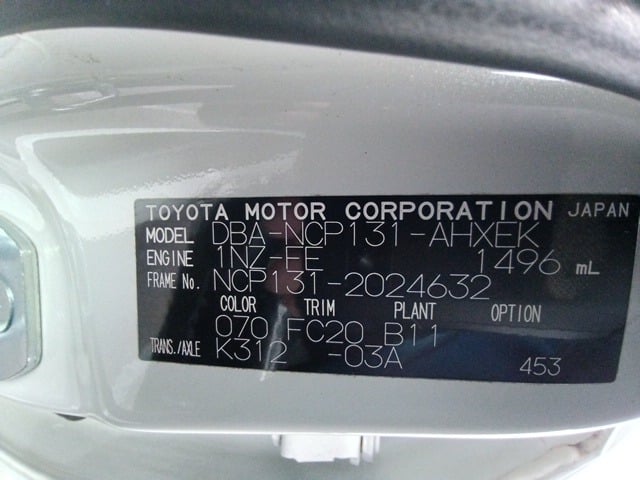 TOYOTA MOTOR CORPORATION JAPAN
MODEL DBA-NCP131-AHXEK
ENGINE 1NZ-FE 1496 mL
FRAME No. NCP131-2024632
COLOR TRIM PLANT OPTION
070 FC20 B11
TRANS./AXLE K312 -03A
453